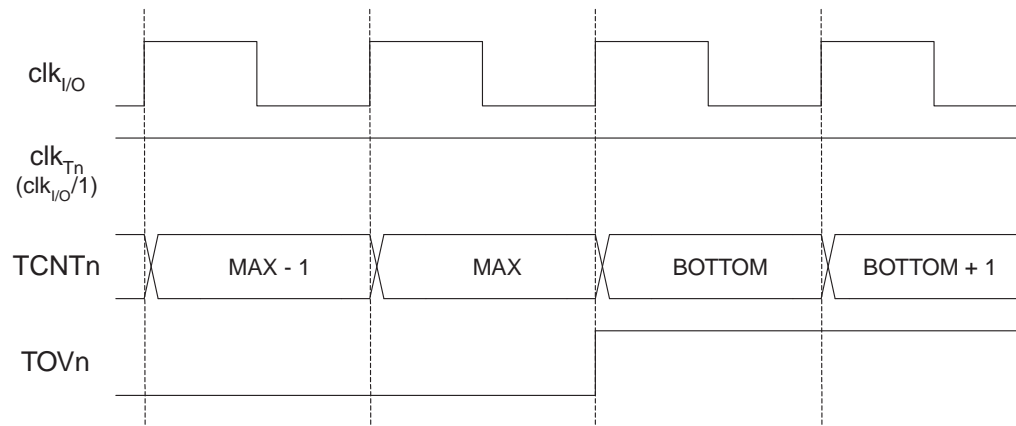 clkI/O
clkTn
(clkI/O/1)
TCNTn MAX - 1 MAX BOTTOM BOTTOM + 1
TOVn